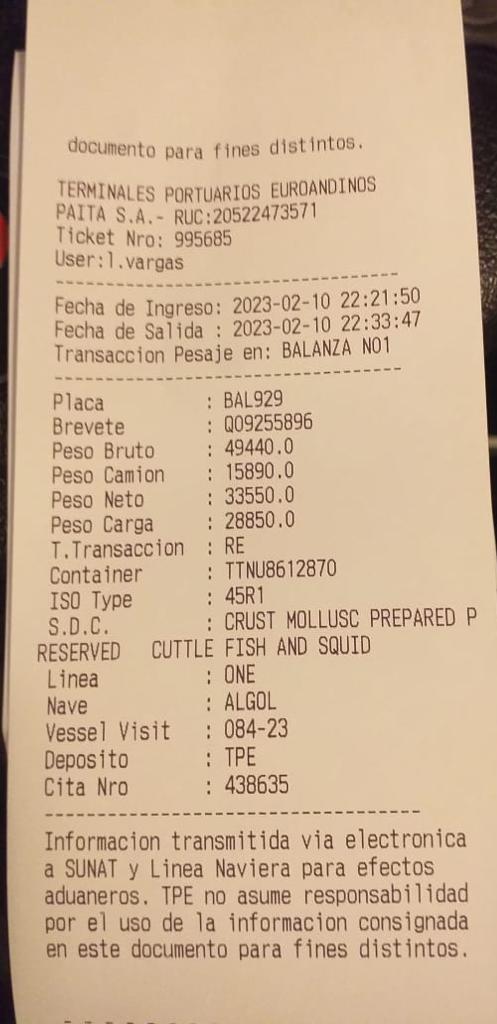 documento para fines distintos.
TERMINALES PORTUARIOS EUROANDINOS
PAITA S.A.- RUC:20522473571
Ticket Nro: 995685
User:l.vargas
----------------------------------
Fecha de Ingreso: 2023-02-10 22:21:50
Fecha de Salida : 2023-02-10 22:33:47
Transaccion Pesaje en: BALANZA NO1
----------------------------------
Placa : BAL929
Brevete : Q09255896
Peso Bruto : 49440.0
Peso Camion : 15890.0
Peso Neto : 33550.0
Peso Carga : 28850.0
T.Transaccion : RE
Container : TTNU8612870
ISO Type : 45R1
S.D.C. : CRUST MOLLUSC PREPARED P
RESERVED CUTTLE FISH AND SQUID
Linea : ONE
Nave : ALGOL
Vessel Visit : 084-23
Deposito : TPE
Cita Nro : 438635
----------------------------------
Informacion transmitida via electronica
a SUNAT y Linea Naviera para efectos
aduaneros. TPE no asume responsabilidad
por el uso de la informacion consignada
en este documento para fines distintos.